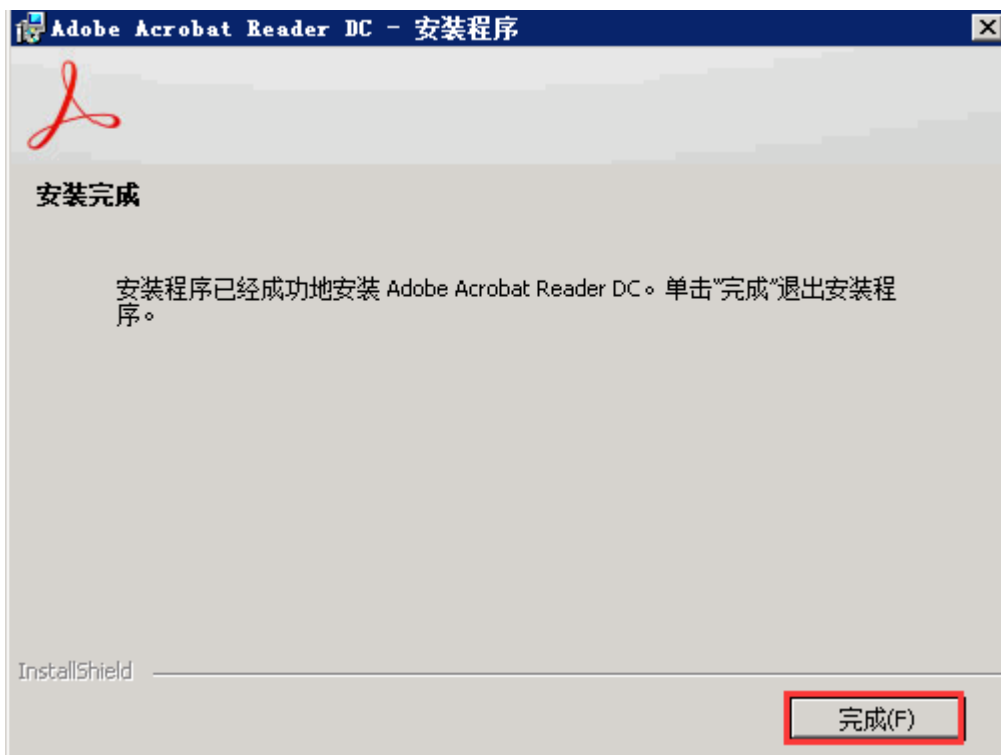 Adobe Acrobat Reader DC - 安装程序
安装完成
安装程序已经成功地安装 Adobe Acrobat Reader DC。单击"完成"退出安装程
序。
InstallShield
完成(F)